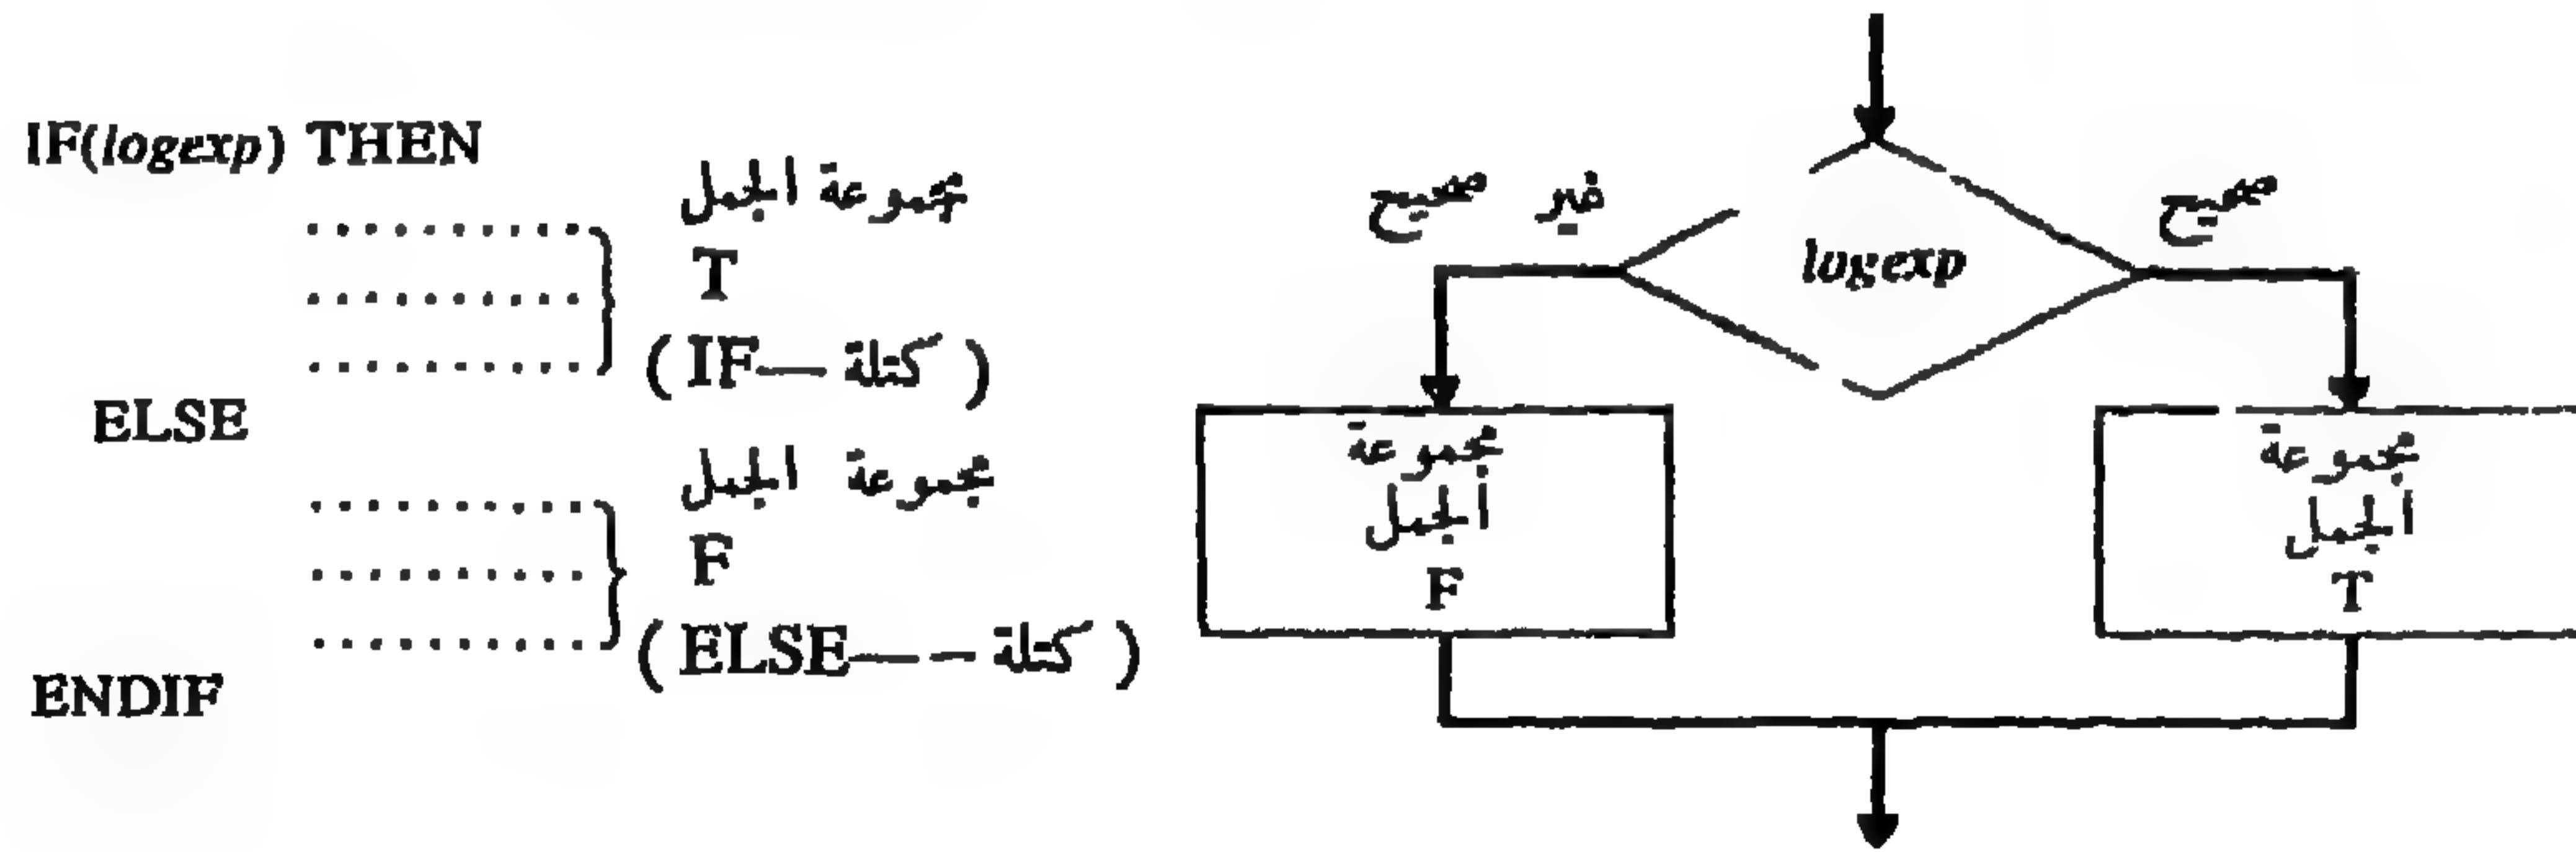 IF(logexp) THEN
..........
مجموعة الجمل
..........
T
..........
( كتلة — IF )
ELSE
..........
مجموعة الجمل
..........
F
..........
( كتلة — — ELSE )
ENDIF
غير صحيح
صحيح
logexp
مجموعة
الجمل
F
مجموعة
الجمل
T